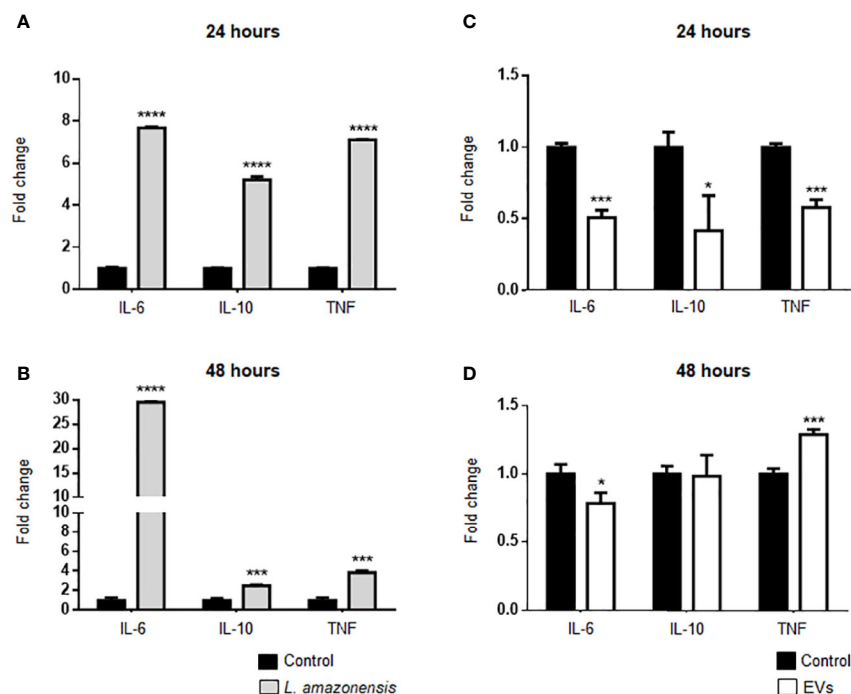 A
24 hours
Fold change
10
8
6
4
2
0
****
****
****
IL-6
IL-10
TNF
B
48 hours
Fold change
30
25
20
15
10
10
8
6
4
2
0
****
***
***
IL-6
IL-10
TNF
Control
L. amazonensis
C
24 hours
Fold change
1.5
1.0
0.5
0.0
***
*
***
IL-6
IL-10
TNF
D
48 hours
Fold change
1.5
1.0
0.5
0.0
*
***
IL-6
IL-10
TNF
Control
EVs